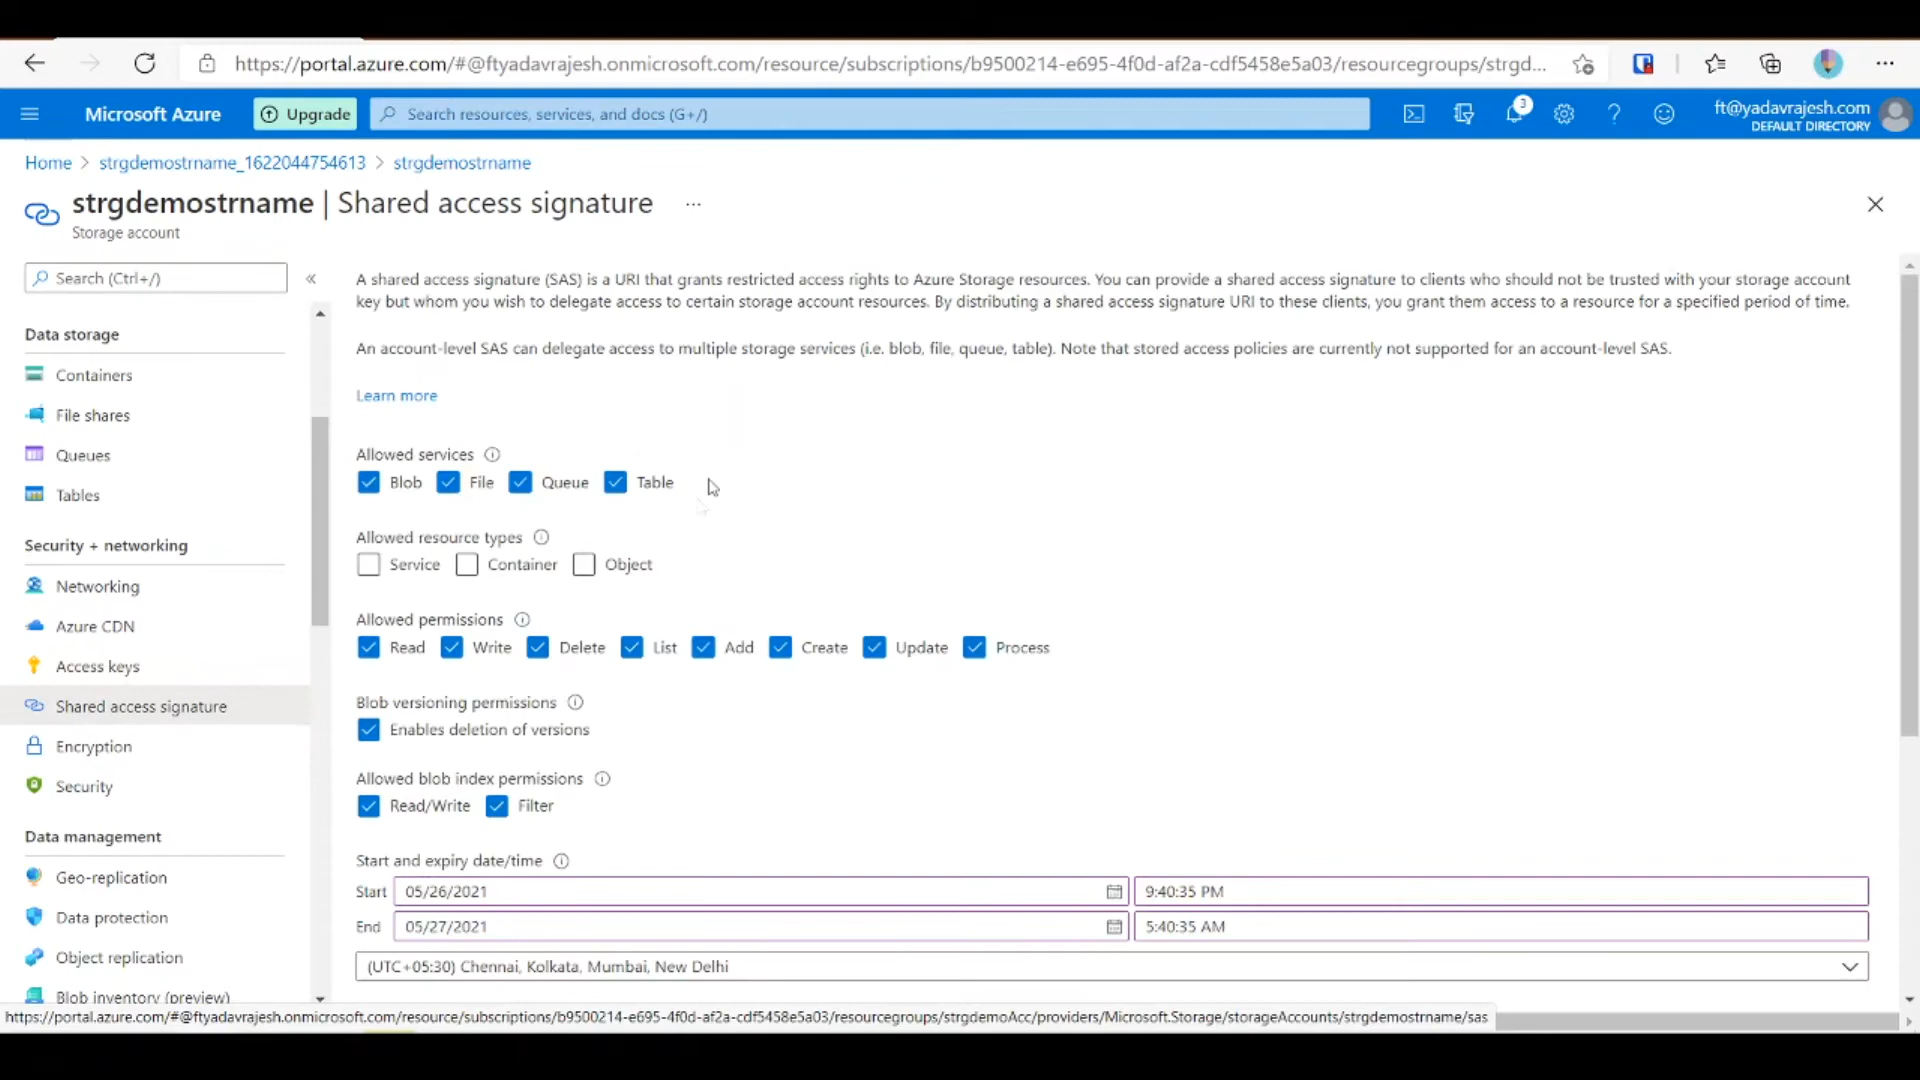 https://portal.azure.com/#@ftyadavrajesh.onmicrosoft.com/resource/subscriptions/b9500214-e695-4f0d-af2a-cdf5458e5a03/resourcegroups/strgd...
Microsoft Azure
Upgrade
Search resources, services, and docs (G+/)
3
ft@yadavrajesh.com
DEFAULT DIRECTORY
Home > strgdemostrname_1622044754613 > strgdemostrname
strgdemostrname | Shared access signature ...
Storage account
Search (Ctrl+/)
Data storage
Containers
File shares
Queues
Tables
Security + networking
Networking
Azure CDN
Access keys
Shared access signature
Encryption
Security
Data management
Geo-replication
Data protection
Object replication
Blob inventory (preview)
A shared access signature (SAS) is a URI that grants restricted access rights to Azure Storage resources. You can provide a shared access signature to clients who should not be trusted with your storage account
key but whom you wish to delegate access to certain storage account resources. By distributing a shared access signature URI to these clients, you grant them access to a resource for a specified period of time.
An account-level SAS can delegate access to multiple storage services (i.e. blob, file, queue, table). Note that stored access policies are currently not supported for an account-level SAS.
Learn more
Allowed services
Blob File Queue Table
Allowed resource types
Service Container Object
Allowed permissions
Read Write Delete List Add Create Update Process
Blob versioning permissions
Enables deletion of versions
Allowed blob index permissions
Read/Write Filter
Start and expiry date/time
Start 05/26/2021 9:40:35 PM
End 05/27/2021 5:40:35 AM
(UTC+05:30) Chennai, Kolkata, Mumbai, New Delhi
https://portal.azure.com/#@ftyadavrajesh.onmicrosoft.com/resource/subscriptions/b9500214-e695-4f0d-af2a-cdf5458e5a03/resourcegroups/strgdemoAcc/providers/Microsoft.Storage/storageAccounts/strgdemostrname/sas